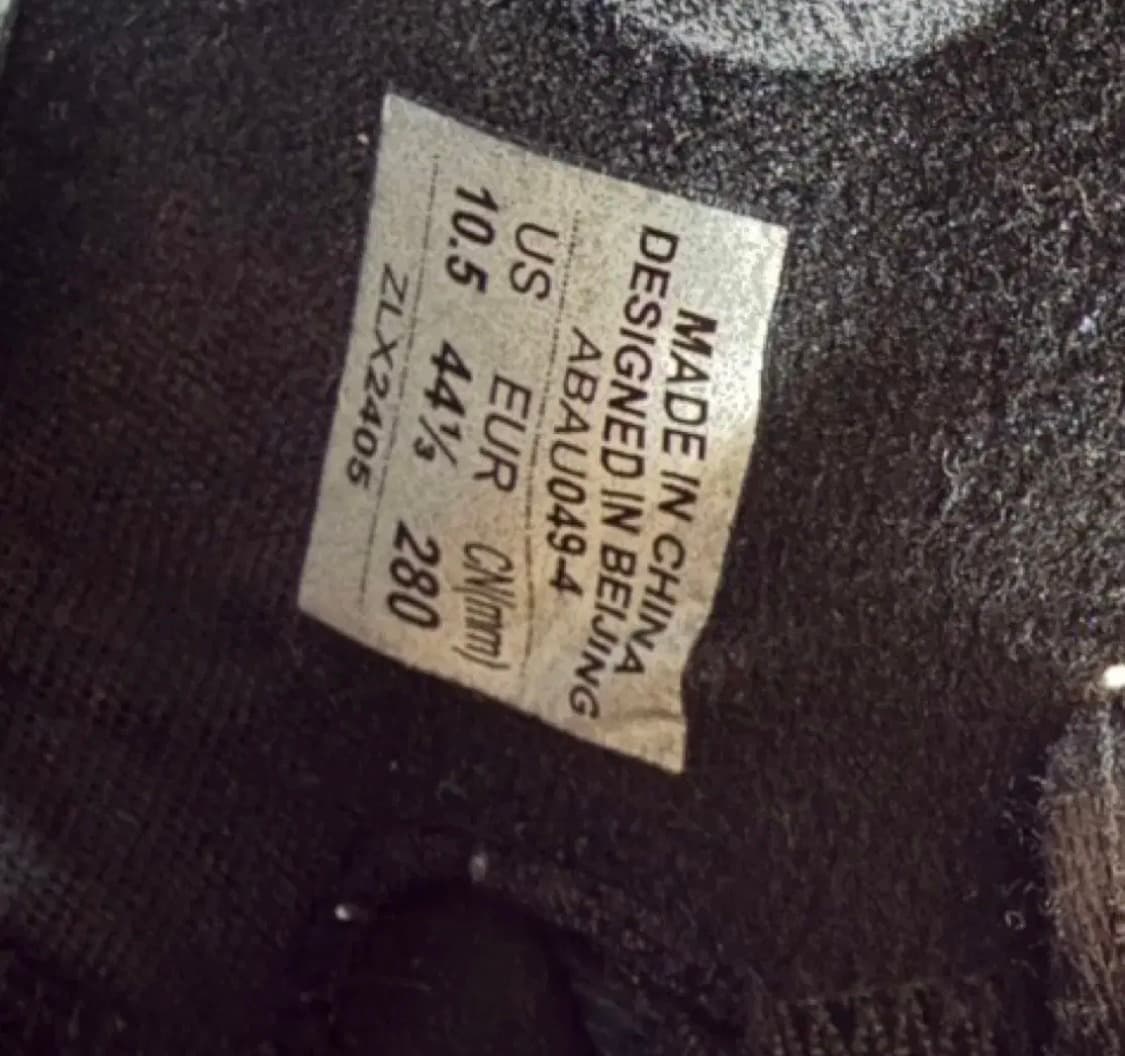 MADE IN CHINA
DESIGNED IN BEIJING
ABAU049-4
US EUR CN(mm)
10.5 44⅓ 280
ZLX2405